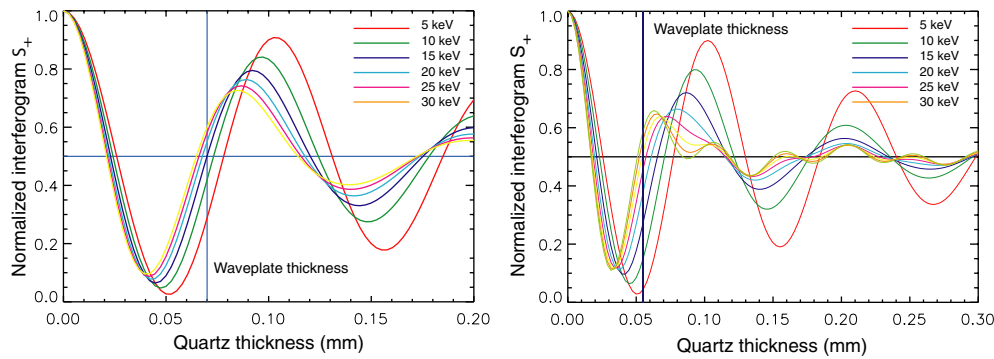 Normalized interferogram S₊
1.0
0.8
0.6
0.4
0.2
0.0
5 keV
10 keV
15 keV
20 keV
25 keV
30 keV
Waveplate thickness
0.00
0.05
0.10
0.15
0.20
Quartz thickness (mm)
Normalized interferogram S₊
1.0
0.8
0.6
0.4
0.2
0.0
Waveplate thickness
5 keV
10 keV
15 keV
20 keV
25 keV
30 keV
0.00
0.05
0.10
0.15
0.20
0.25
0.30
Quartz thickness (mm)